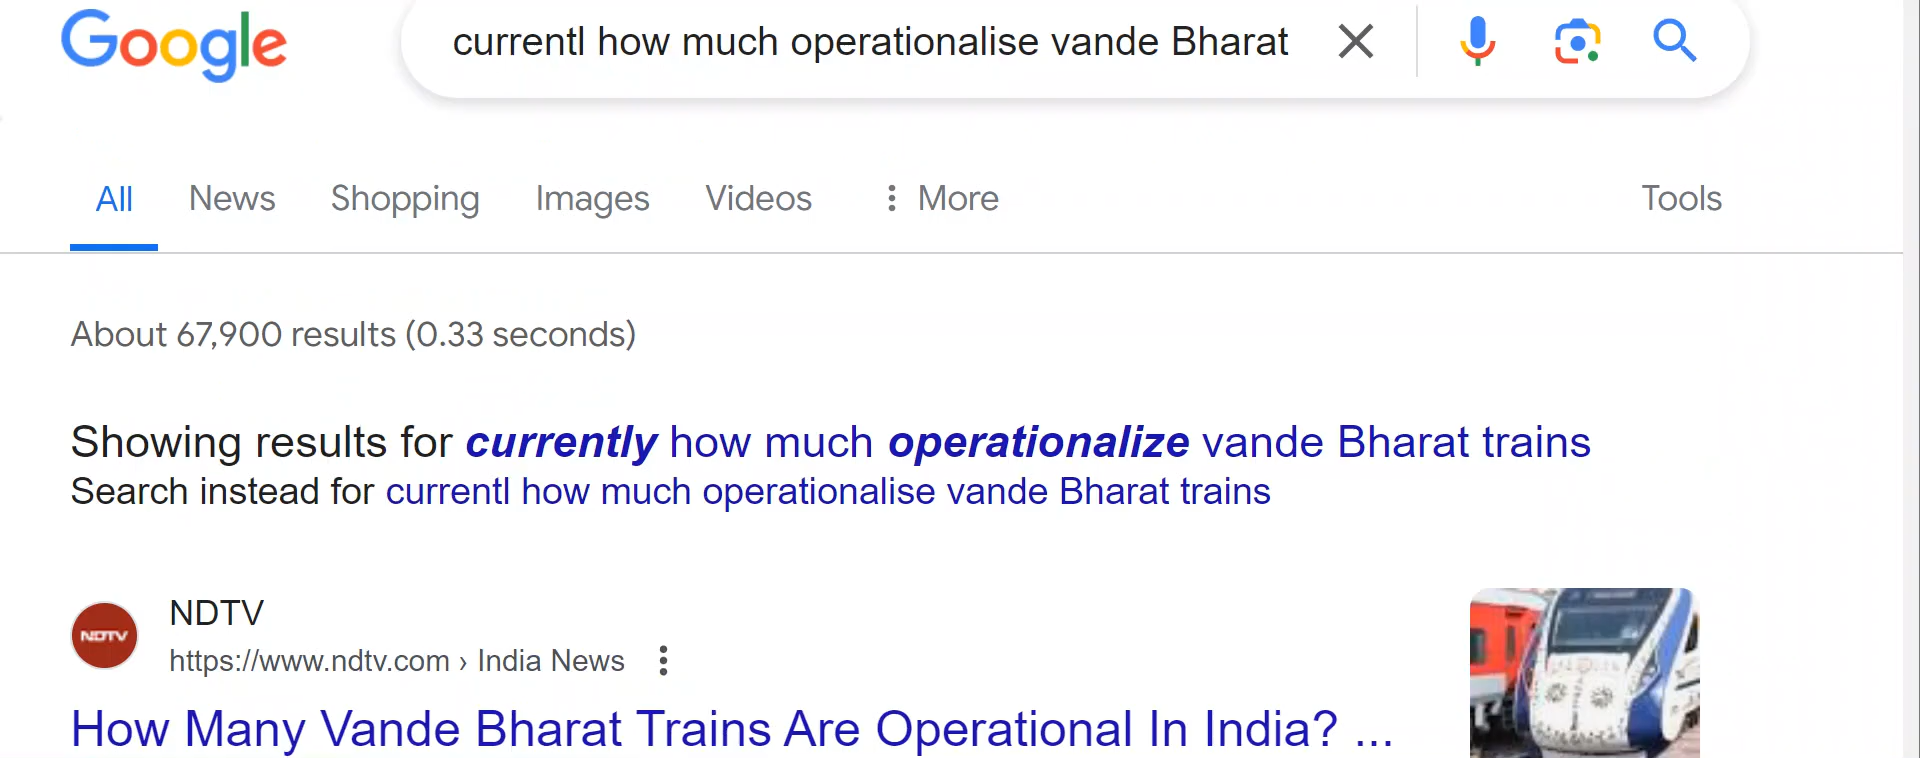 Google
currentl how much operationalise vande Bharat
All News Shopping Images Videos More Tools
About 67,900 results (0.33 seconds)
Showing results for currently how much operationalize vande Bharat trains
Search instead for currentl how much operationalise vande Bharat trains
NDTV
NDTV
https://www.ndtv.com › India News
How Many Vande Bharat Trains Are Operational In India? ...